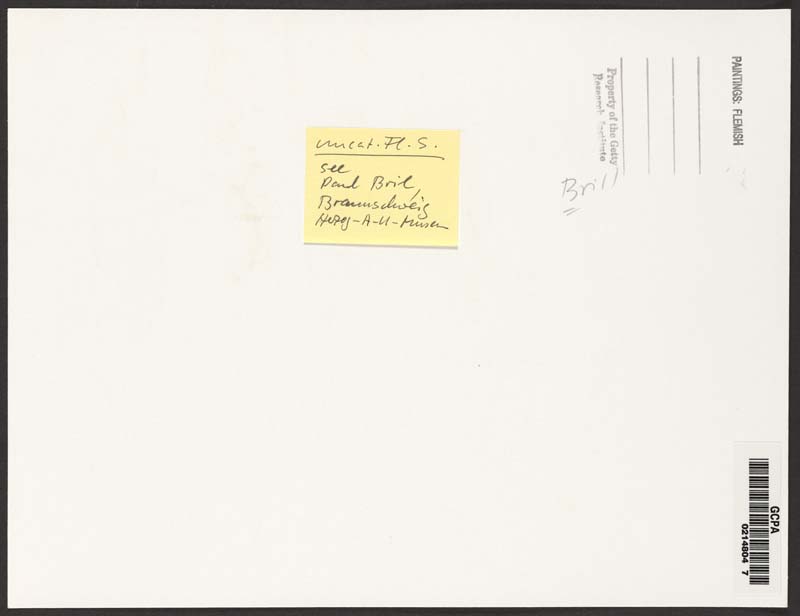 uncat. Fl. S.
see
Paul Bril,
Braunschweig
Herzog-A-U-Museum
Bril
Property of the Getty
Research Institute
PAINTINGS: FLEMISH
GCPA
0214804 7